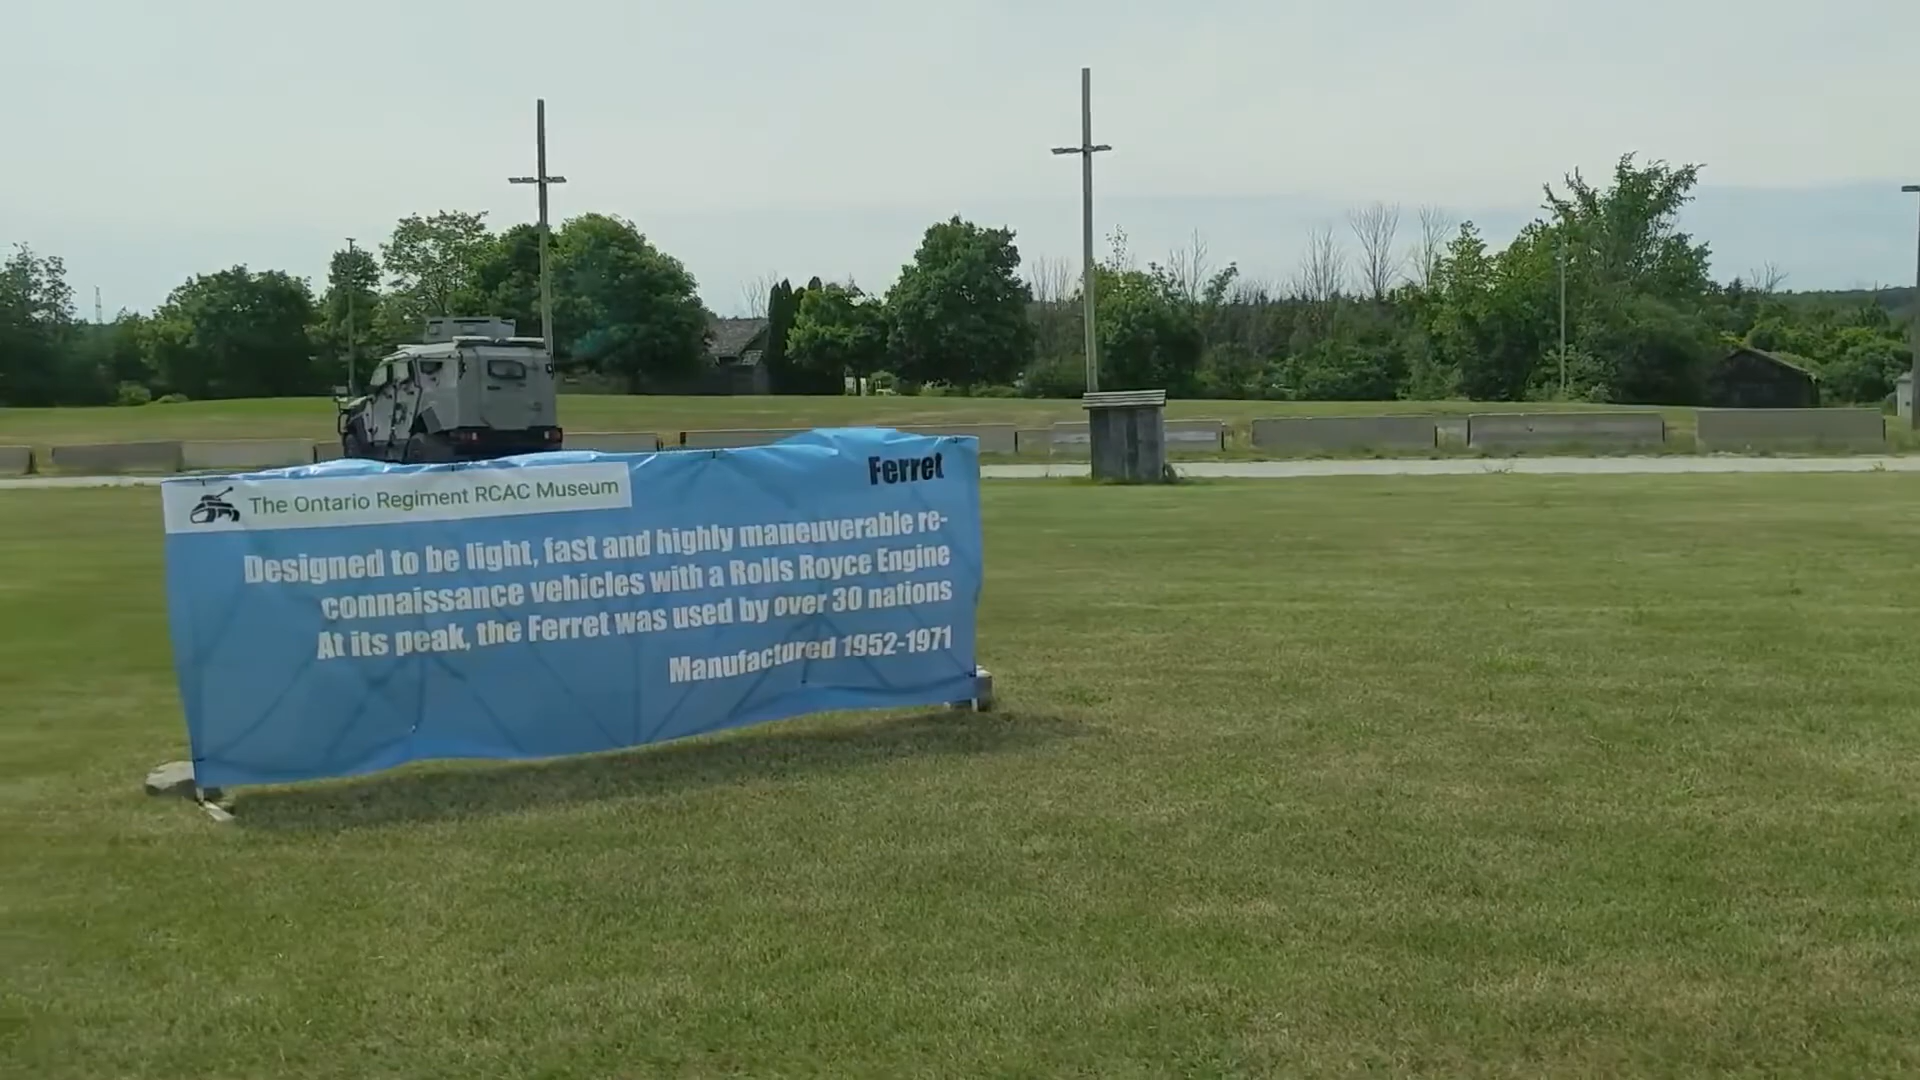 The Ontario Regiment RCAC Museum
Ferret
Designed to be light, fast and highly maneuverable re-
connaissance vehicles with a Rolls Royce Engine
At its peak, the Ferret was used by over 30 nations
Manufactured 1952-1971